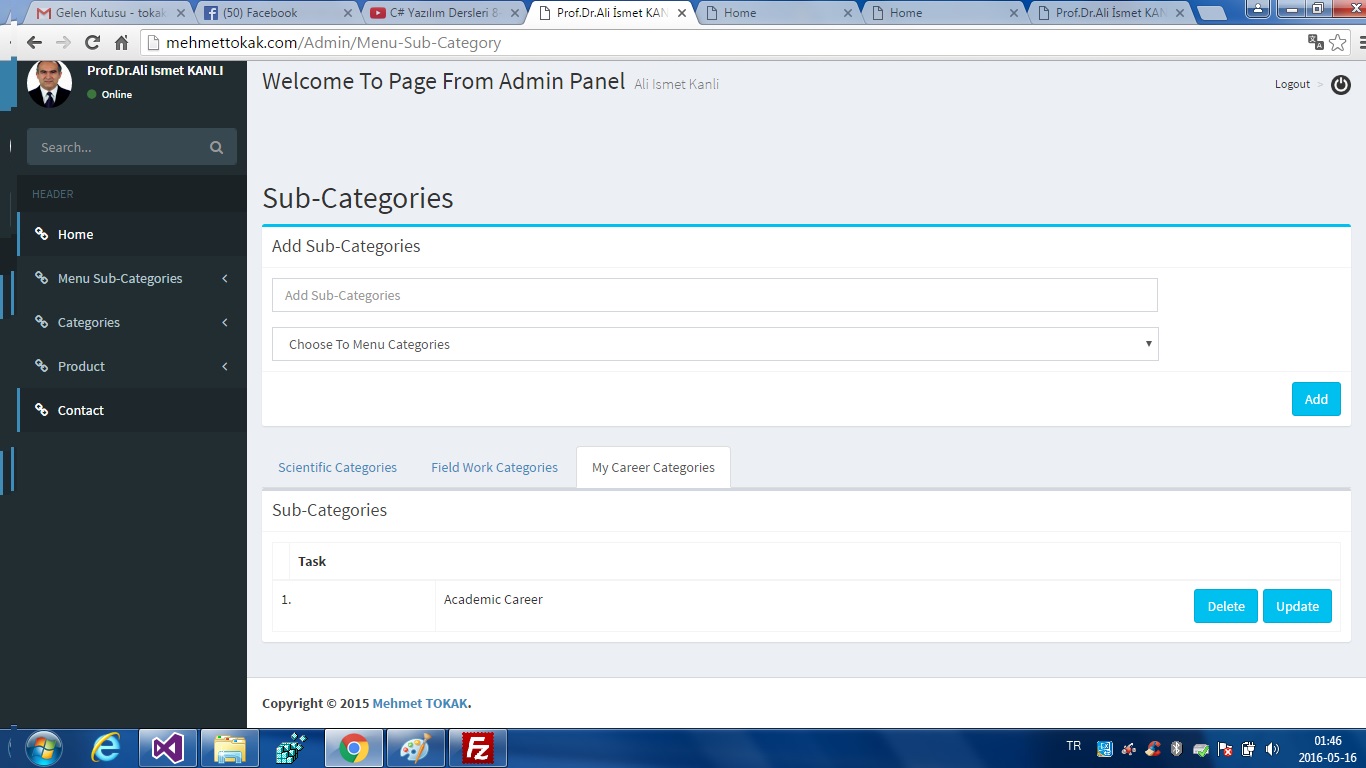 Gelen Kutusu - tokak
(50) Facebook
C# Yazılım Dersleri 8-
Prof.Dr.Ali İsmet KAN
Home
Home
Prof.Dr.Ali İsmet KAN
mehmettokak.com/Admin/Menu-Sub-Category
Prof.Dr.Ali Ismet KANLI
Online
Welcome To Page From Admin Panel Ali Ismet Kanli
Logout >
Search...
HEADER
Home
Menu Sub-Categories
Categories
Product
Contact
Sub-Categories
Add Sub-Categories
Add Sub-Categories
Choose To Menu Categories
Add
Scientific Categories
Field Work Categories
My Career Categories
Sub-Categories
Task
1.
Academic Career
Delete
Update
Copyright © 2015 Mehmet TOKAK.
TR
01:46
2016-05-16